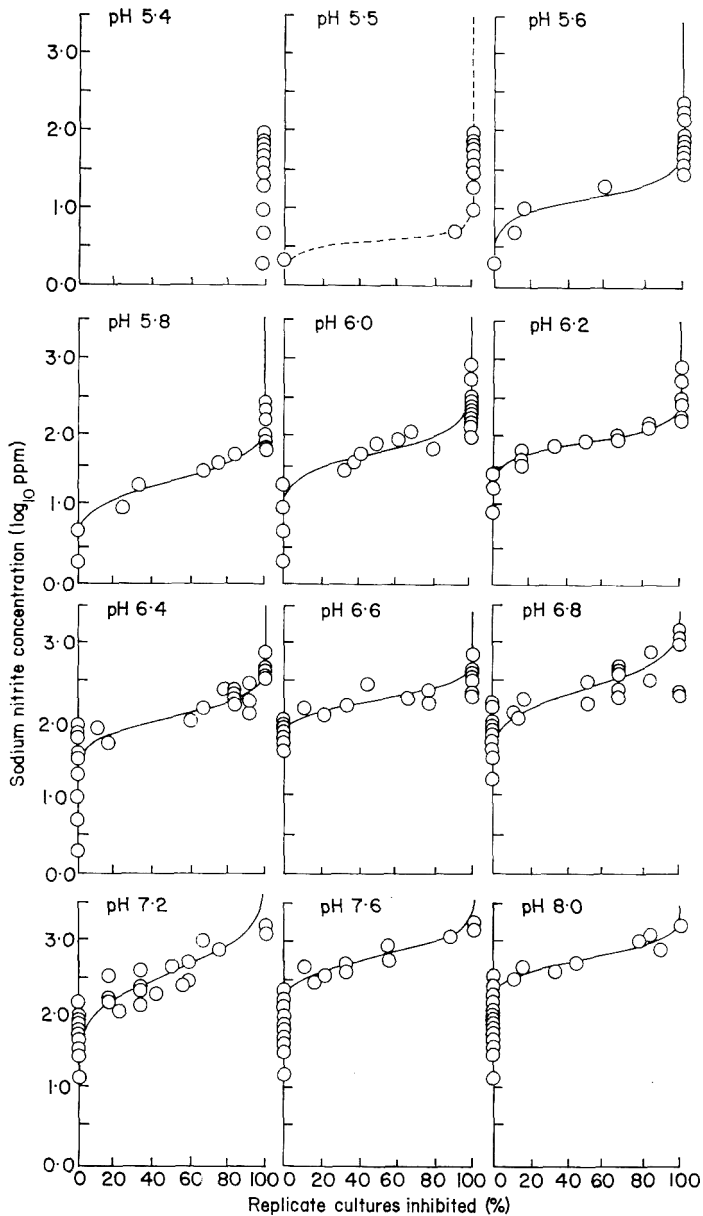 pH 5·4 pH 5·5 pH 5·6
3·0
2·0
1·0
0·0
pH 5·8 pH 6·0 pH 6·2
3·0
2·0
1·0
0·0
pH 6·4 pH 6·6 pH 6·8
3·0
2·0
1·0
0·0
pH 7·2 pH 7·6 pH 8·0
3·0
2·0
1·0
0·0
0 20 40 60 80 100 0 20 40 60 80 100 0 20 40 60 80 100
Replicate cultures inhibited (%)
Sodium nitrite concentration (log10 ppm)